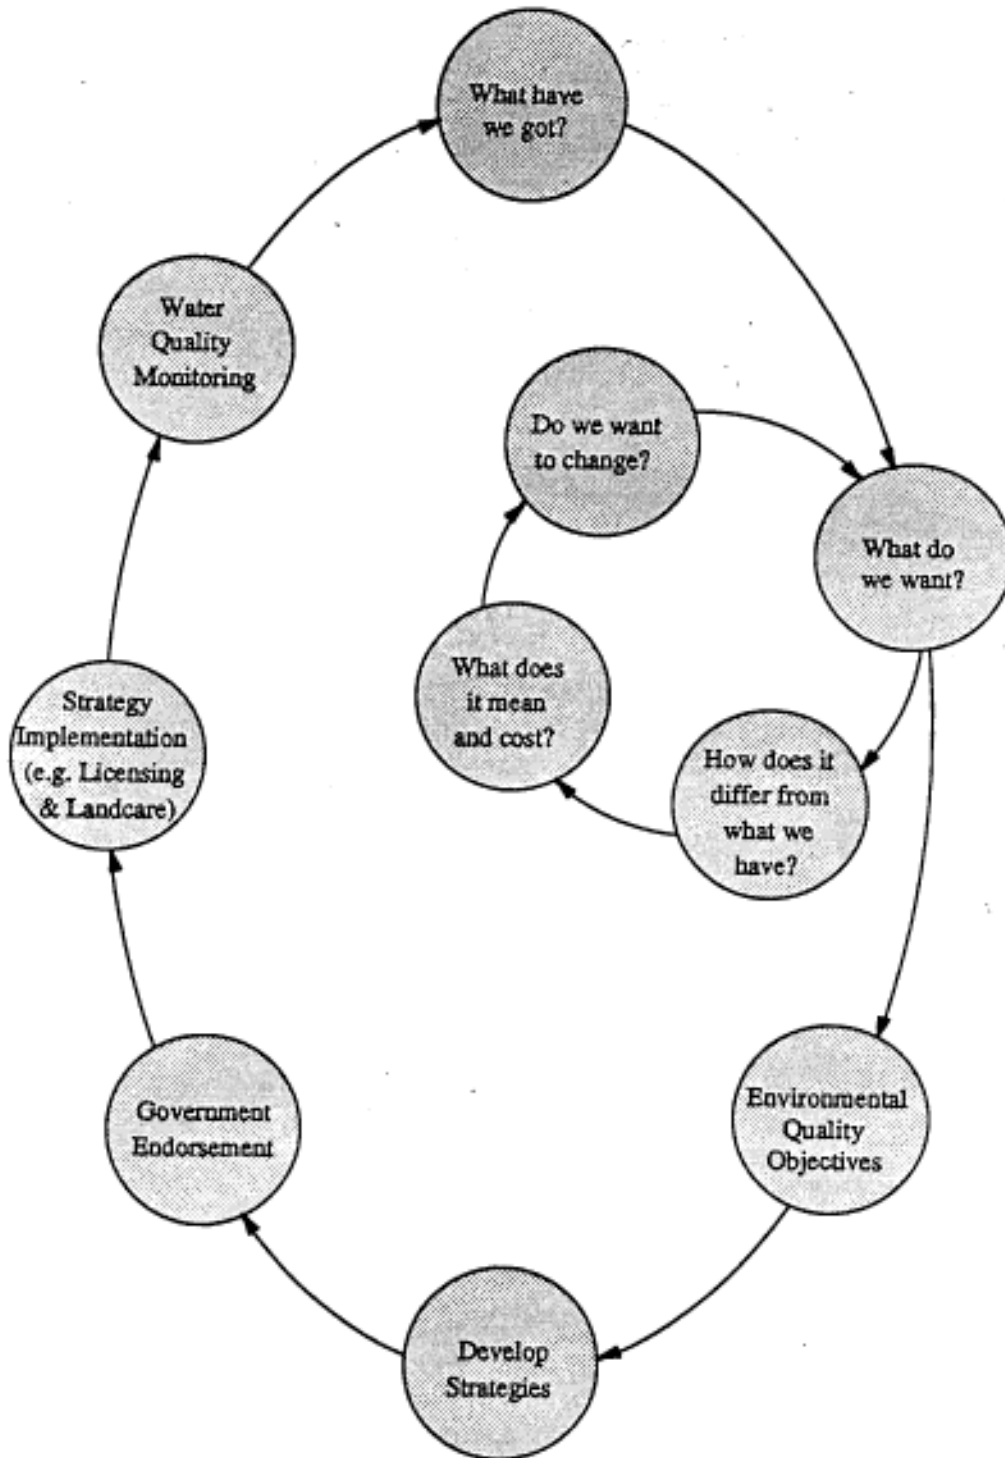 What have
we got?
Water
Quality
Monitoring
Do we want
to change?
What do
we want?
What does
it mean
and cost?
How does it
differ from
what we
have?
Strategy
Implementation
(e.g. Licensing
& Landcare)
Government
Endorsement
Environmental
Quality
Objectives
Develop
Strategies